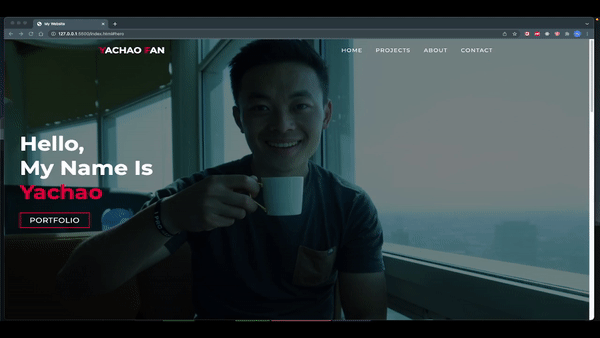 My Website
127.0.0.1:5500/index.html#hero
YACHAO FAN
HOME PROJECTS ABOUT CONTACT
Hello,
My Name Is
Yachao
PORTFOLIO